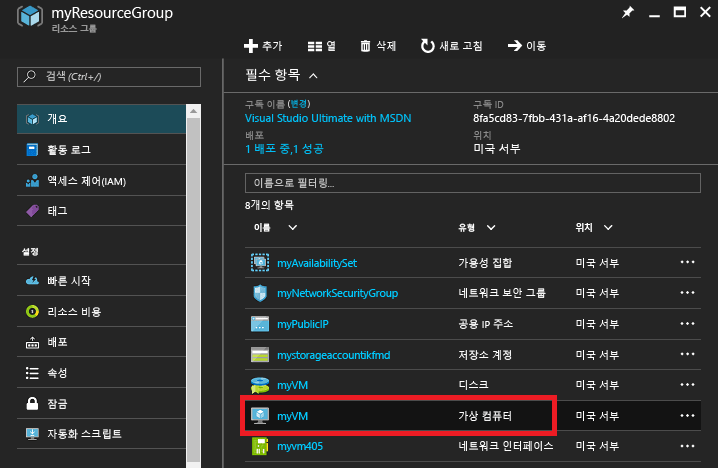 myResourceGroup
리소스 그룹
추가 열 삭제 새로 고침 이동
검색 (Ctrl+/)
개요
활동 로그
액세스 제어(IAM)
태그
설정
빠른 시작
리소스 비용
배포
속성
잠금
자동화 스크립트
필수 항목
구독 이름 (변경) 구독 ID
Visual Studio Ultimate with MSDN 8fa5cd83-7fbb-431a-af16-4a20dede8802
배포 위치
1 배포 중,1 성공 미국 서부
이름으로 필터링...
8개의 항목
이름 유형 위치
myAvailabilitySet 가용성 집합 미국 서부 ...
myNetworkSecurityGroup 네트워크 보안 그룹 미국 서부 ...
myPublicIP 공용 IP 주소 미국 서부 ...
mystorageaccountikfmd 저장소 계정 미국 서부 ...
myVM 디스크 미국 서부 ...
myVM 가상 컴퓨터 미국 서부 ...
myvm405 네트워크 인터페이스 미국 서부 ...